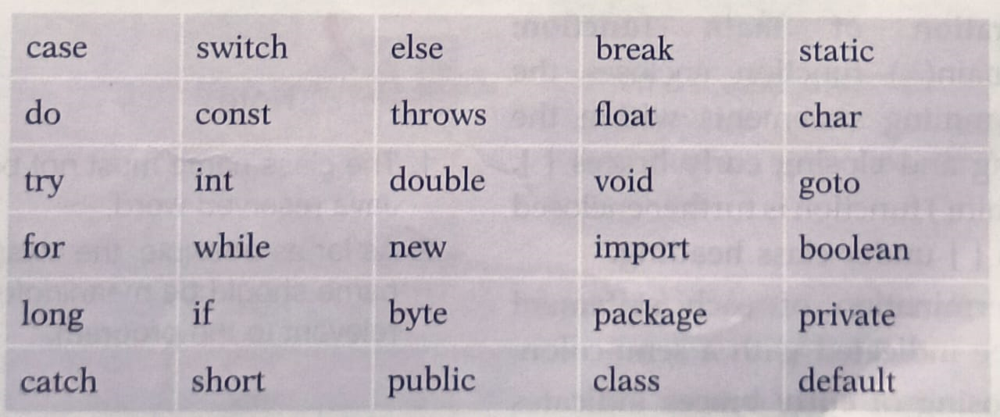 case switch else break static
do const throws float char
try int double void goto
for while new import boolean
long if byte package private
catch short public class default